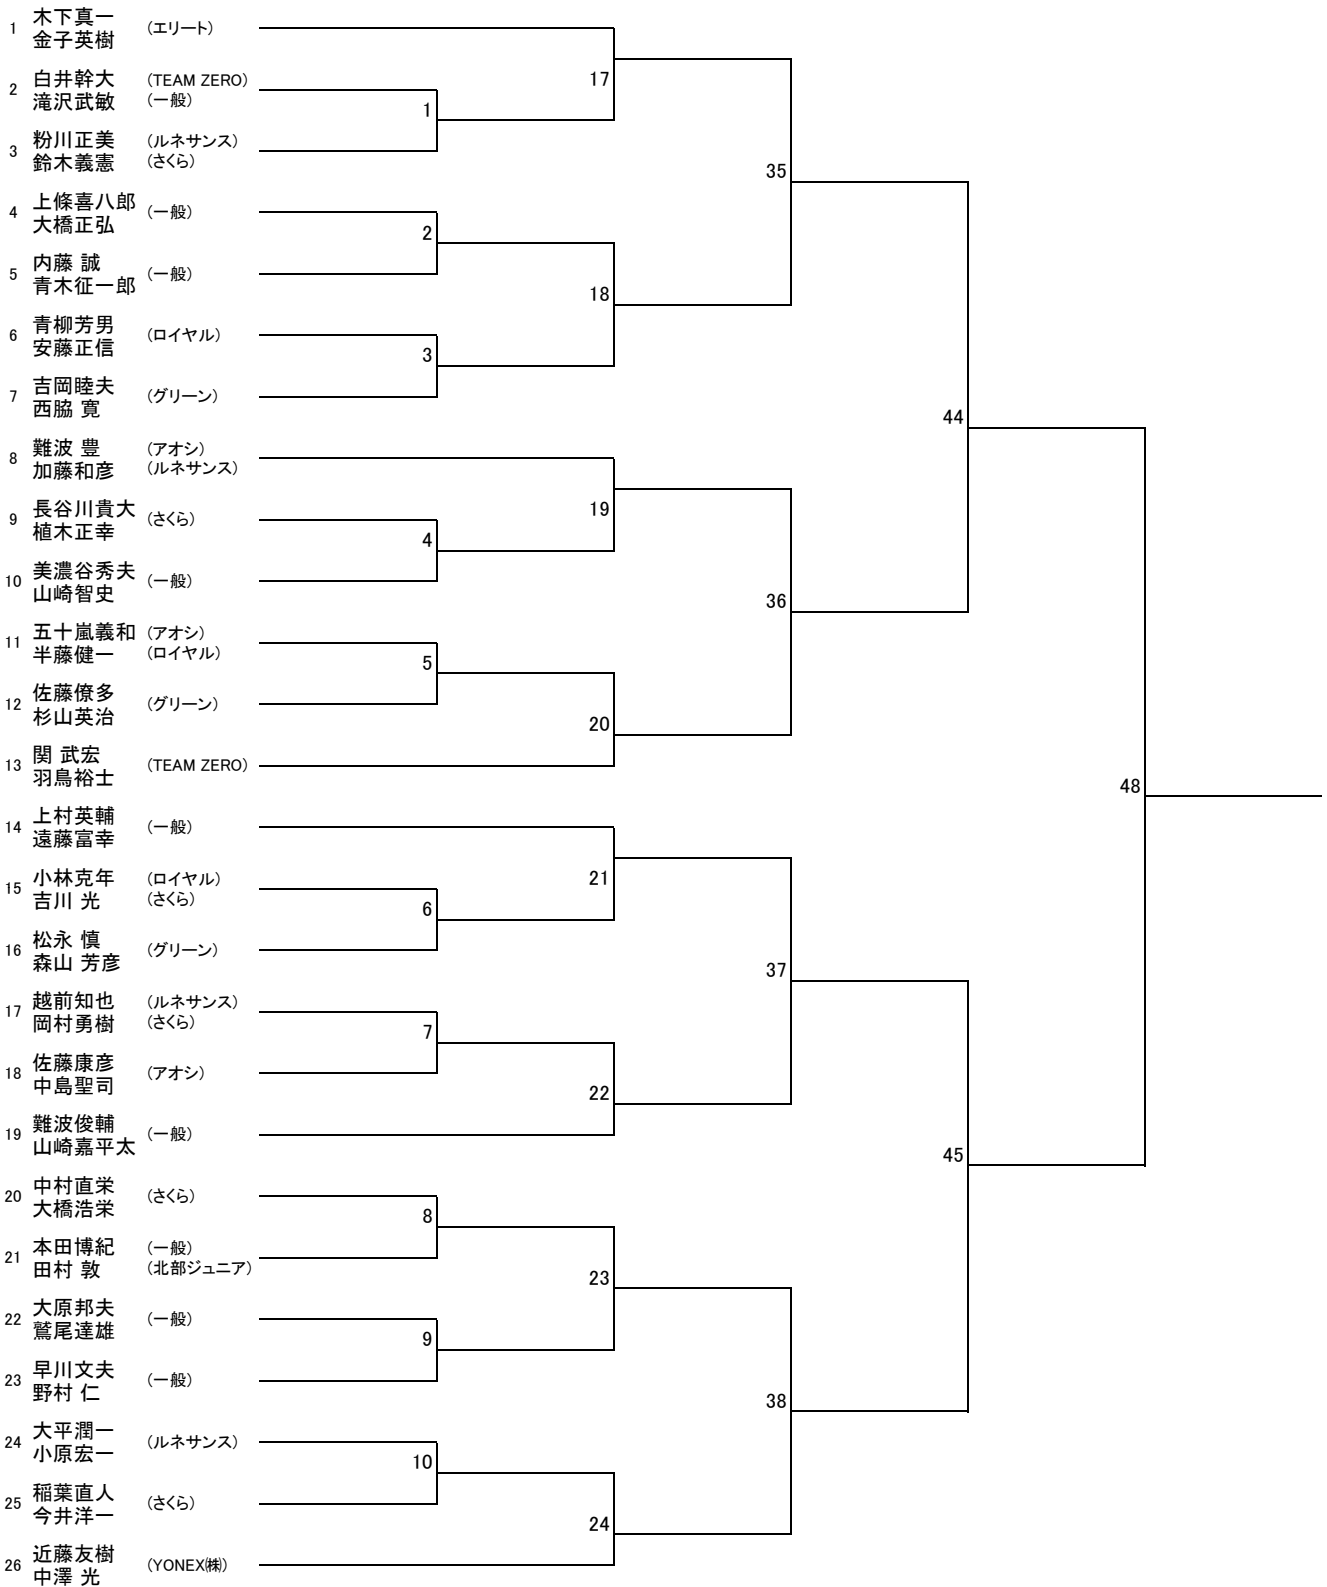 1 木下真一 (エリート)
金子英樹
2 白井幹大 (TEAM ZERO)
滝沢武敏 (一般)
3 粉川正美 (ルネサンス)
鈴木義憲 (さくら)
4 上條喜八郎 (一般)
大橋正弘
5 内藤 誠 (一般)
青木征一郎
6 青柳芳男 (ロイヤル)
安藤正信
7 吉岡睦夫 (グリーン)
西脇 寛
8 難波 豊 (アオシ)
加藤和彦 (ルネサンス)
9 長谷川貴大 (さくら)
植木正幸
10 美濃谷秀夫 (一般)
山崎智史
11 五十嵐義和 (アオシ)
半藤健一 (ロイヤル)
12 佐藤僚多 (グリーン)
杉山英治
13 関 武宏 (TEAM ZERO)
羽鳥裕士
14 上村英輔 (一般)
遠藤富幸
15 小林克年 (ロイヤル)
吉川 光 (さくら)
16 松永 慎 (グリーン)
森山 芳彦
17 越前知也 (ルネサンス)
岡村勇樹 (さくら)
18 佐藤康彦 (アオシ)
中島聖司
19 難波俊輔 (一般)
山崎嘉平太
20 中村直栄 (さくら)
大橋浩栄
21 本田博紀 (一般)
田村 敦 (北部ジュニア)
22 大原邦夫 (一般)
鷲尾達雄
23 早川文夫 (一般)
野村 仁
24 大平潤一 (ルネサンス)
小原宏一
25 稲葉直人 (さくら)
今井洋一
26 近藤友樹 (YONEX㈱)
中澤 光
1
2
3
4
5
6
7
8
9
10
17
18
19
20
21
22
23
24
35
36
37
38
44
45
48